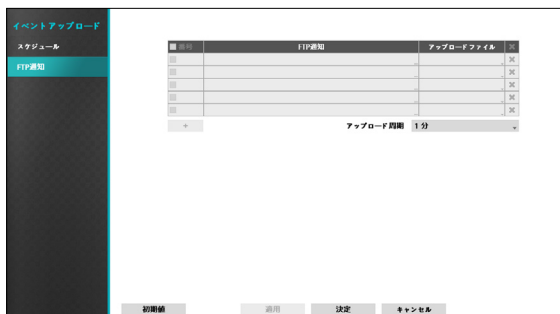 イベントアップロード
スケジュール
FTP通知
番号 FTP通知 アップロードファイル ×
×
×
×
×
×
+ アップロード周期 1 分
初期値 適用 決定 キャンセル